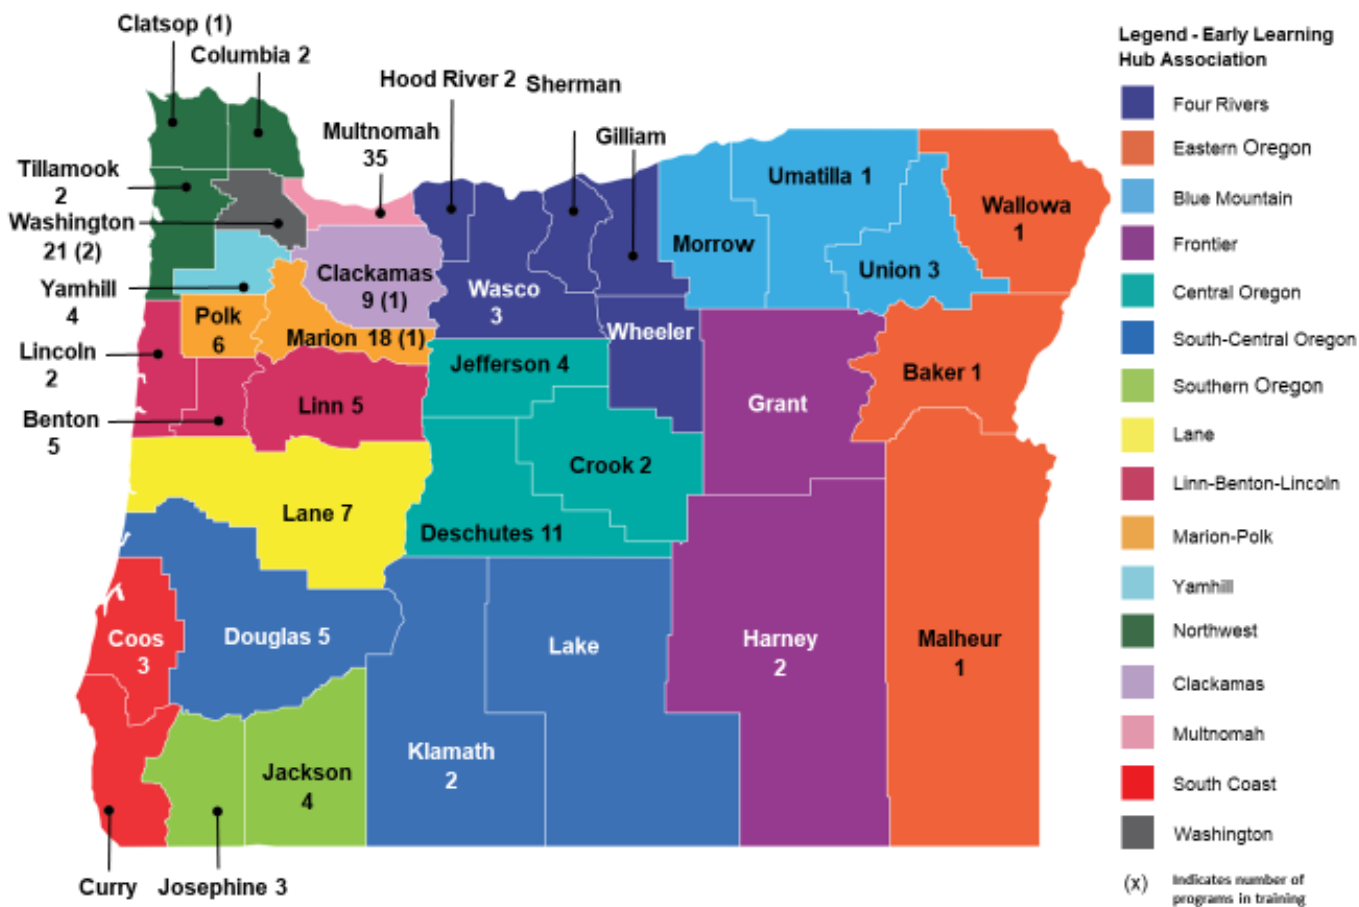 Clatsop (1)
Columbia 2
Hood River 2
Sherman
Multnomah
35
Gilliam
Tillamook
2
Washington
21 (2)
Yamhill
4
Lincoln
2
Benton
5
Polk
6
Clackamas
9 (1)
Marion 18 (1)
Wasco
3
Wheeler
Morrow
Umatilla 1
Union 3
Wallowa
1
Baker 1
Jefferson 4
Linn 5
Grant
Crook 2
Lane 7
Deschutes 11
Coos
3
Douglas 5
Lake
Harney
2
Malheur
1
Klamath
2
Jackson
4
Curry
Josephine 3
Legend - Early Learning
Hub Association
Four Rivers
Eastern Oregon
Blue Mountain
Frontier
Central Oregon
South-Central Oregon
Southern Oregon
Lane
Linn-Benton-Lincoln
Marion-Polk
Yamhill
Northwest
Clackamas
Multnomah
South Coast
Washington
(x) Indicates number of
programs in training